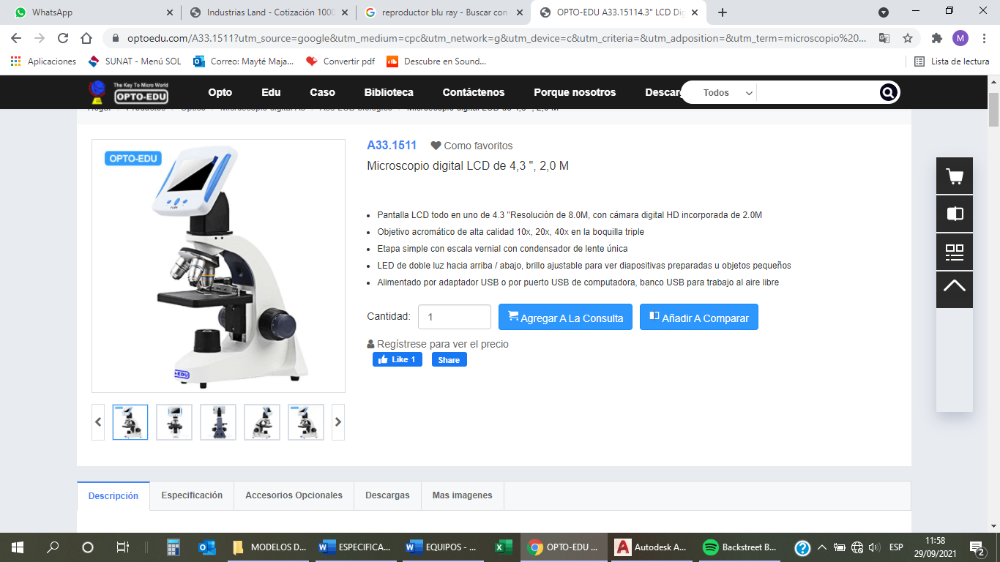 WhatsApp
Industrias Land - Cotización 1000
reproductor blu ray - Buscar con
OPTO-EDU A33.15114.3" LCD Dig
optoedu.com/A33.1511?utm_source=google&utm_medium=cpc&utm_network=g&utm_device=c&utm_criteria=&utm_adposition=&utm_term=microscopio%20...
M
Aplicaciones
SUNAT - Menú SOL
Correo: Mayté Maja...
Convertir pdf
Descubre en Sound...
Lista de lectura
The Key To Micro World
OPTO-EDU
Opto
Edu
Caso
Biblioteca
Contáctenos
Porque nosotros
Descarg
Todos
Hogar / Productos / Óptico / Microscopio digital A3 / A33 LCD biológico / Microscopio digital LCD de 4,3 ", 2,0 M
OPTO-EDU
A33.1511
Como favoritos
Microscopio digital LCD de 4,3 ", 2,0 M
Pantalla LCD todo en uno de 4.3 "Resolución de 8.0M, con cámara digital HD incorporada de 2.0M
Objetivo acromático de alta calidad 10x, 20x, 40x en la boquilla triple
Etapa simple con escala vernial con condensador de lente única
LED de doble luz hacia arriba / abajo, brillo ajustable para ver diapositivas preparadas u objetos pequeños
Alimentado por adaptador USB o por puerto USB de computadora, banco USB para trabajo al aire libre
Cantidad:
1
Agregar A La Consulta
Añadir A Comparar
Regístrese para ver el precio
Like 1
Share
Descripción
Especificación
Accesorios Opcionales
Descargas
Mas imagenes
MODELOS D...
ESPECIFICA...
EQUIPOS - ...
OPTO-EDU ...
Autodesk A...
Backstreet B...
ESP
11:58
29/09/2021
2